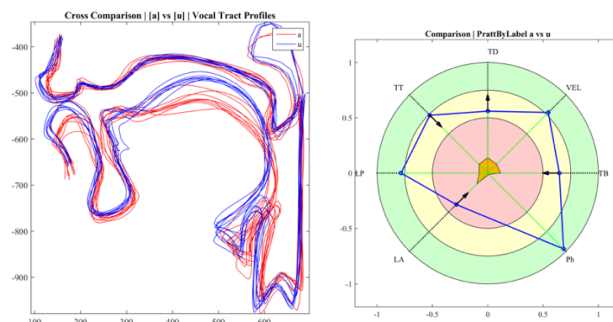 Cross Comparison | [a] vs [u] | Vocal Tract Profiles
a
u
-400
-500
-600
-700
-800
-900
100
200
300
400
500
600
Comparison | PrattByLabel a vs u
TD
TT
VEL
LP
TB
LA
Ph
1
0.5
0
-0.5
-1
-1
-0.5
0
0.5
1